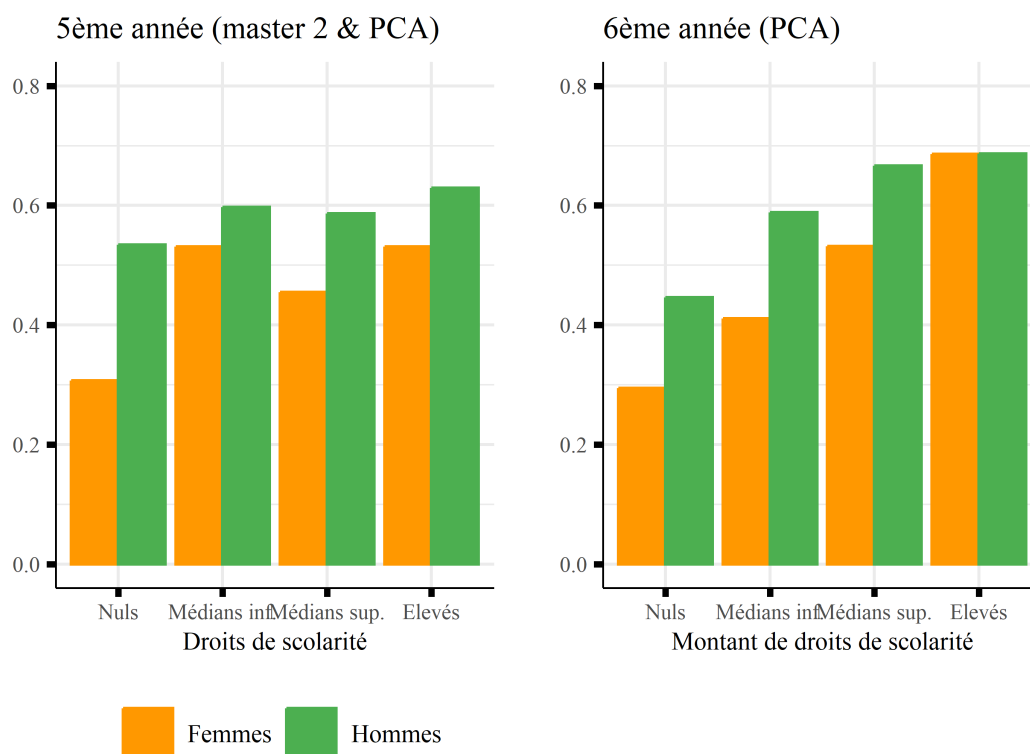 5ème année (master 2 & PCA)
0.8
0.6
0.4
0.2
0.0
Nuls Médians inf. Médians sup. Elevés
Droits de scolarité
6ème année (PCA)
0.8
0.6
0.4
0.2
0.0
Nuls Médians inf. Médians sup. Elevés
Montant de droits de scolarité
Femmes Hommes